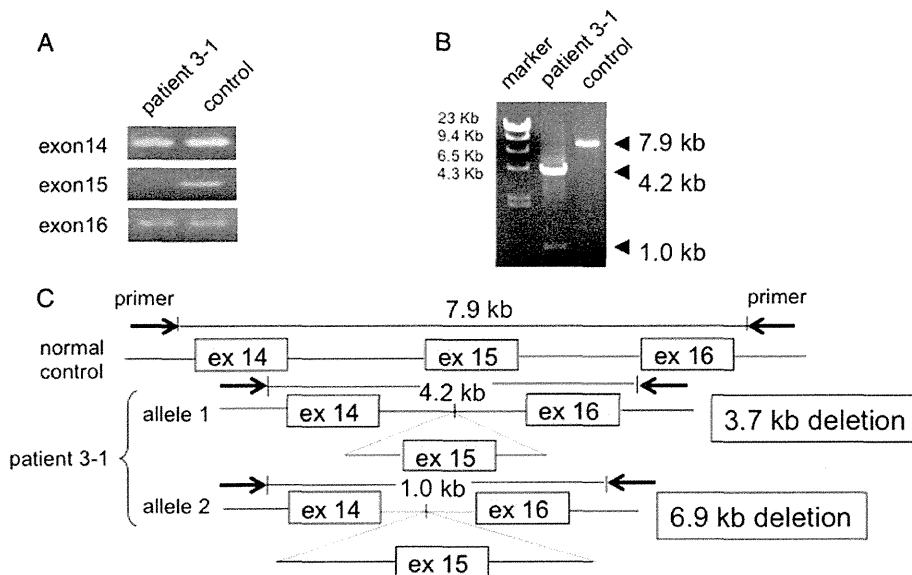 A
patient 3-1
control
exon14
exon15
exon16
B
marker
patient 3-1
control
23 Kb
9.4 Kb
6.5 Kb
4.3 Kb
7.9 kb
4.2 kb
1.0 kb
C
primer
7.9 kb
primer
normal
control
ex 14
ex 15
ex 16
patient 3-1
allele 1
4.2 kb
ex 14
ex 16
3.7 kb deletion
ex 15
allele 2
1.0 kb
ex 14
ex 16
6.9 kb deletion
ex 15